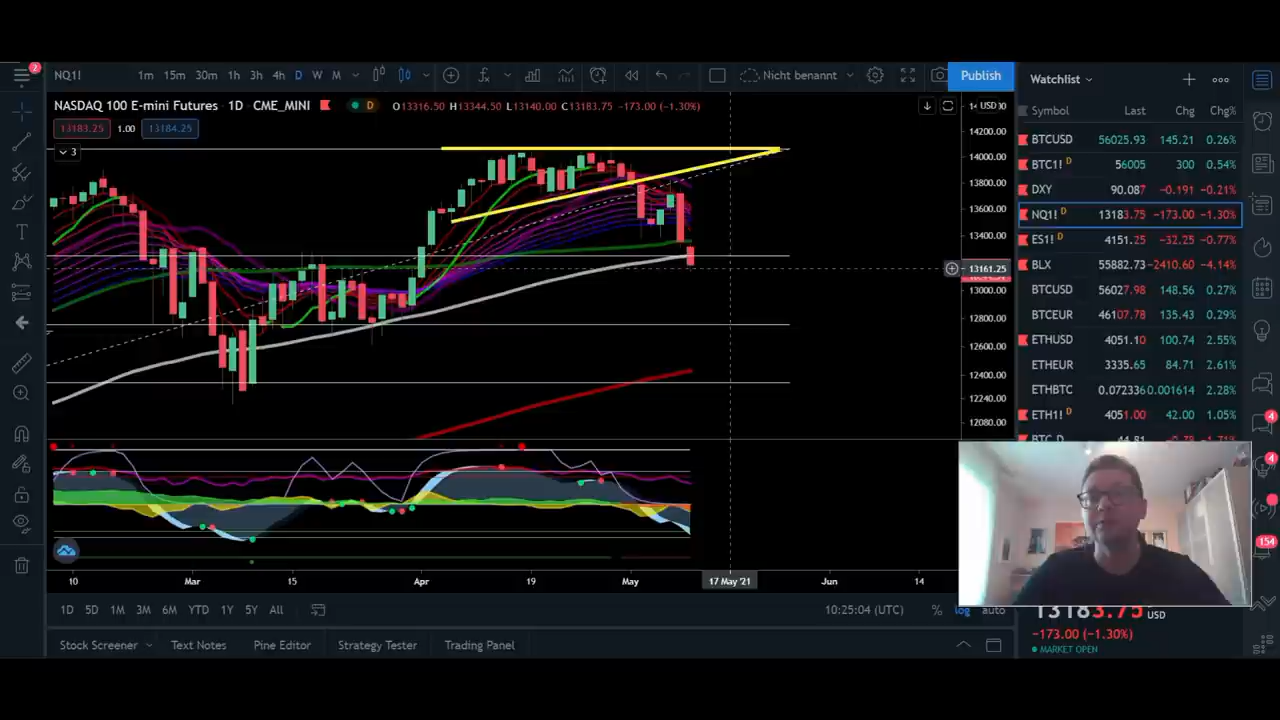 2
NQ1! 1m 15m 30m 1h 3h 4h D W M Nicht benannt Publish
Watchlist
NASDAQ 100 E-mini Futures · 1D · CME_MINI D O13316.50 H13344.50 L13140.00 C13183.75 -173.00 (-1.30%)
USD
Symbol Last Chg Chg%
13183.25 1.00 13184.25
3
14200.00
14000.00
13800.00
13600.00
13400.00
13161.25
13000.00
12800.00
12600.00
12400.00
12240.00
12080.00
BTCUSD 56025.93 145.21 0.26%
BTC1! D 56005 300 0.54%
DXY 90.087 -0.191 -0.21%
NQ1! D 13183.75 -173.00 -1.30%
ES1! D 4151.25 -32.25 -0.77%
BLX 55882.73 -2410.60 -4.14%
BTCUSD 56027.98 148.56 0.27%
BTCEUR 46107.78 135.43 0.29%
ETHUSD 4051.10 100.74 2.55%
ETHEUR 3335.65 84.71 2.61%
ETHBTC 0.072336 0.001614 2.28%
ETH1! D 4051.00 42.00 1.05%
4
4
154
10 Mar 15 Apr 19 May 17 May '21 Jun 14
1D 5D 1M 3M 6M YTD 1Y 5Y All 10:25:04 (UTC) % log auto
13183.75 USD
-173.00 (-1.30%)
MARKET OPEN
Stock Screener Text Notes Pine Editor Strategy Tester Trading Panel